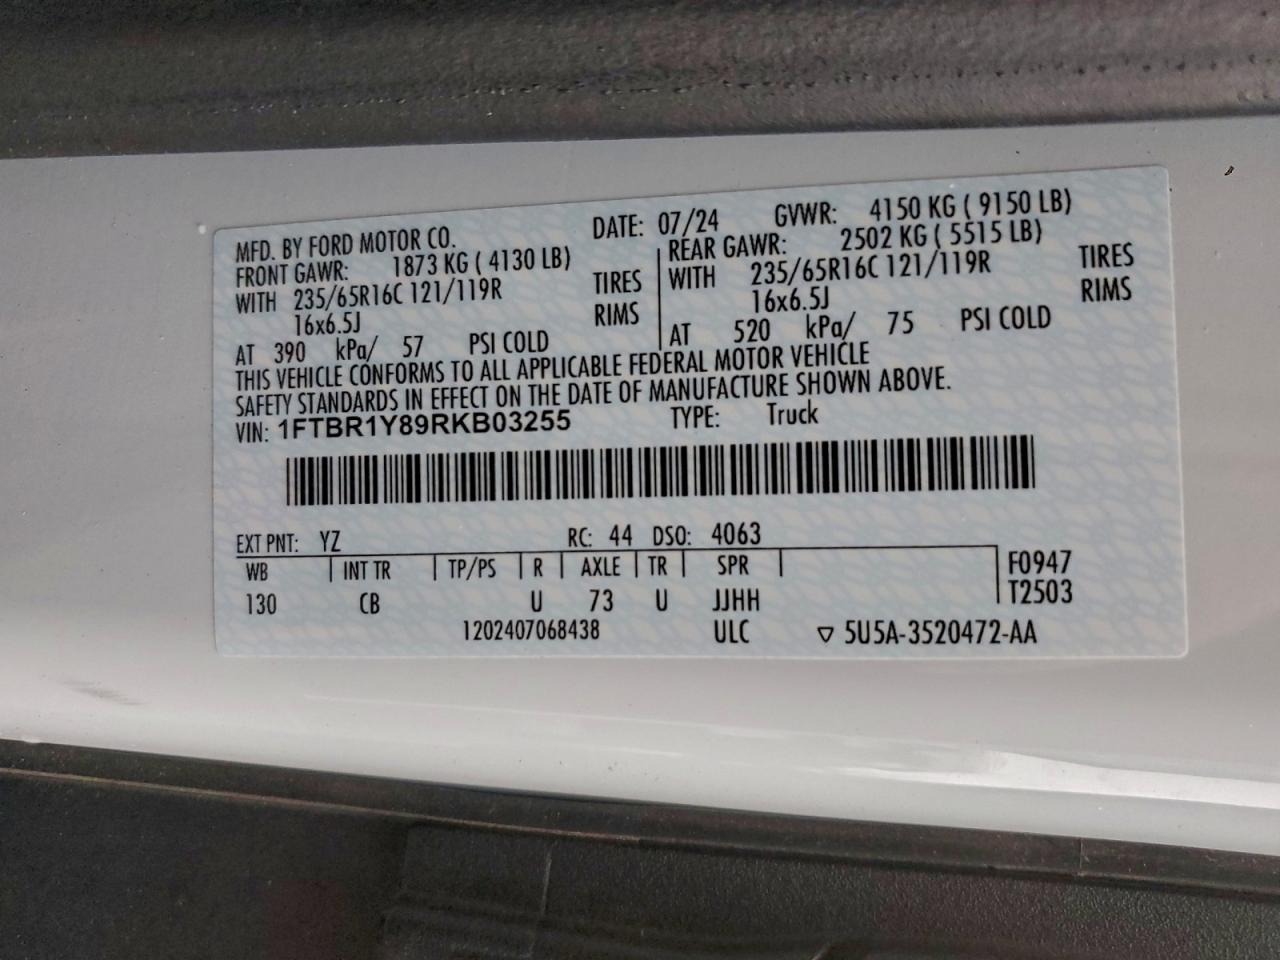 MFD. BY FORD MOTOR CO. DATE: 07/24 GVWR: 4150 KG ( 9150 LB)
FRONT GAWR: 1873 KG ( 4130 LB)
WITH 235/65R16C 121/119R TIRES
16x6.5J RIMS
AT 390 kPa/ 57 PSI COLD
REAR GAWR: 2502 KG ( 5515 LB)
WITH 235/65R16C 121/119R TIRES
16x6.5J RIMS
AT 520 kPa/ 75 PSI COLD
THIS VEHICLE CONFORMS TO ALL APPLICABLE FEDERAL MOTOR VEHICLE
SAFETY STANDARDS IN EFFECT ON THE DATE OF MANUFACTURE SHOWN ABOVE.
VIN: 1FTBR1Y89RKB03255 TYPE: Truck
EXT PNT: YZ RC: 44 DSO: 4063
WB INT TR TP/PS R AXLE TR SPR F0947
130 CB U 73 U JJHH T2503
1202407068438 ULC ▽ 5U5A-3520472-AA